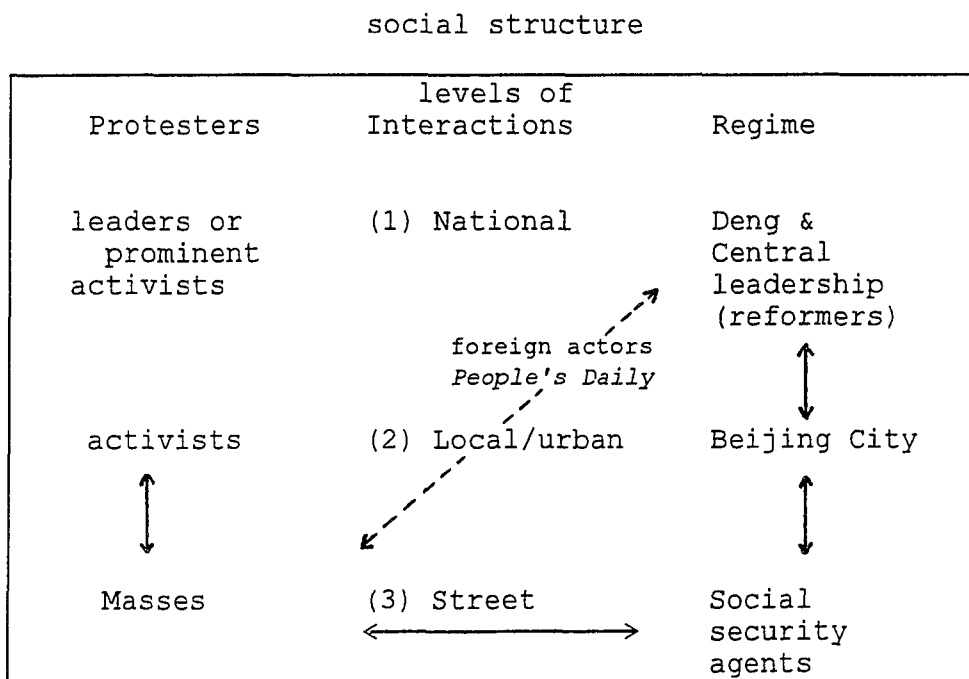 social structure
levels of
Protesters Interactions Regime
leaders or (1) National Deng &
prominent Central
activists leadership
(reformers)
foreign actors
People's Daily
activists (2) Local/urban Beijing City
Masses (3) Street Social
security
agents